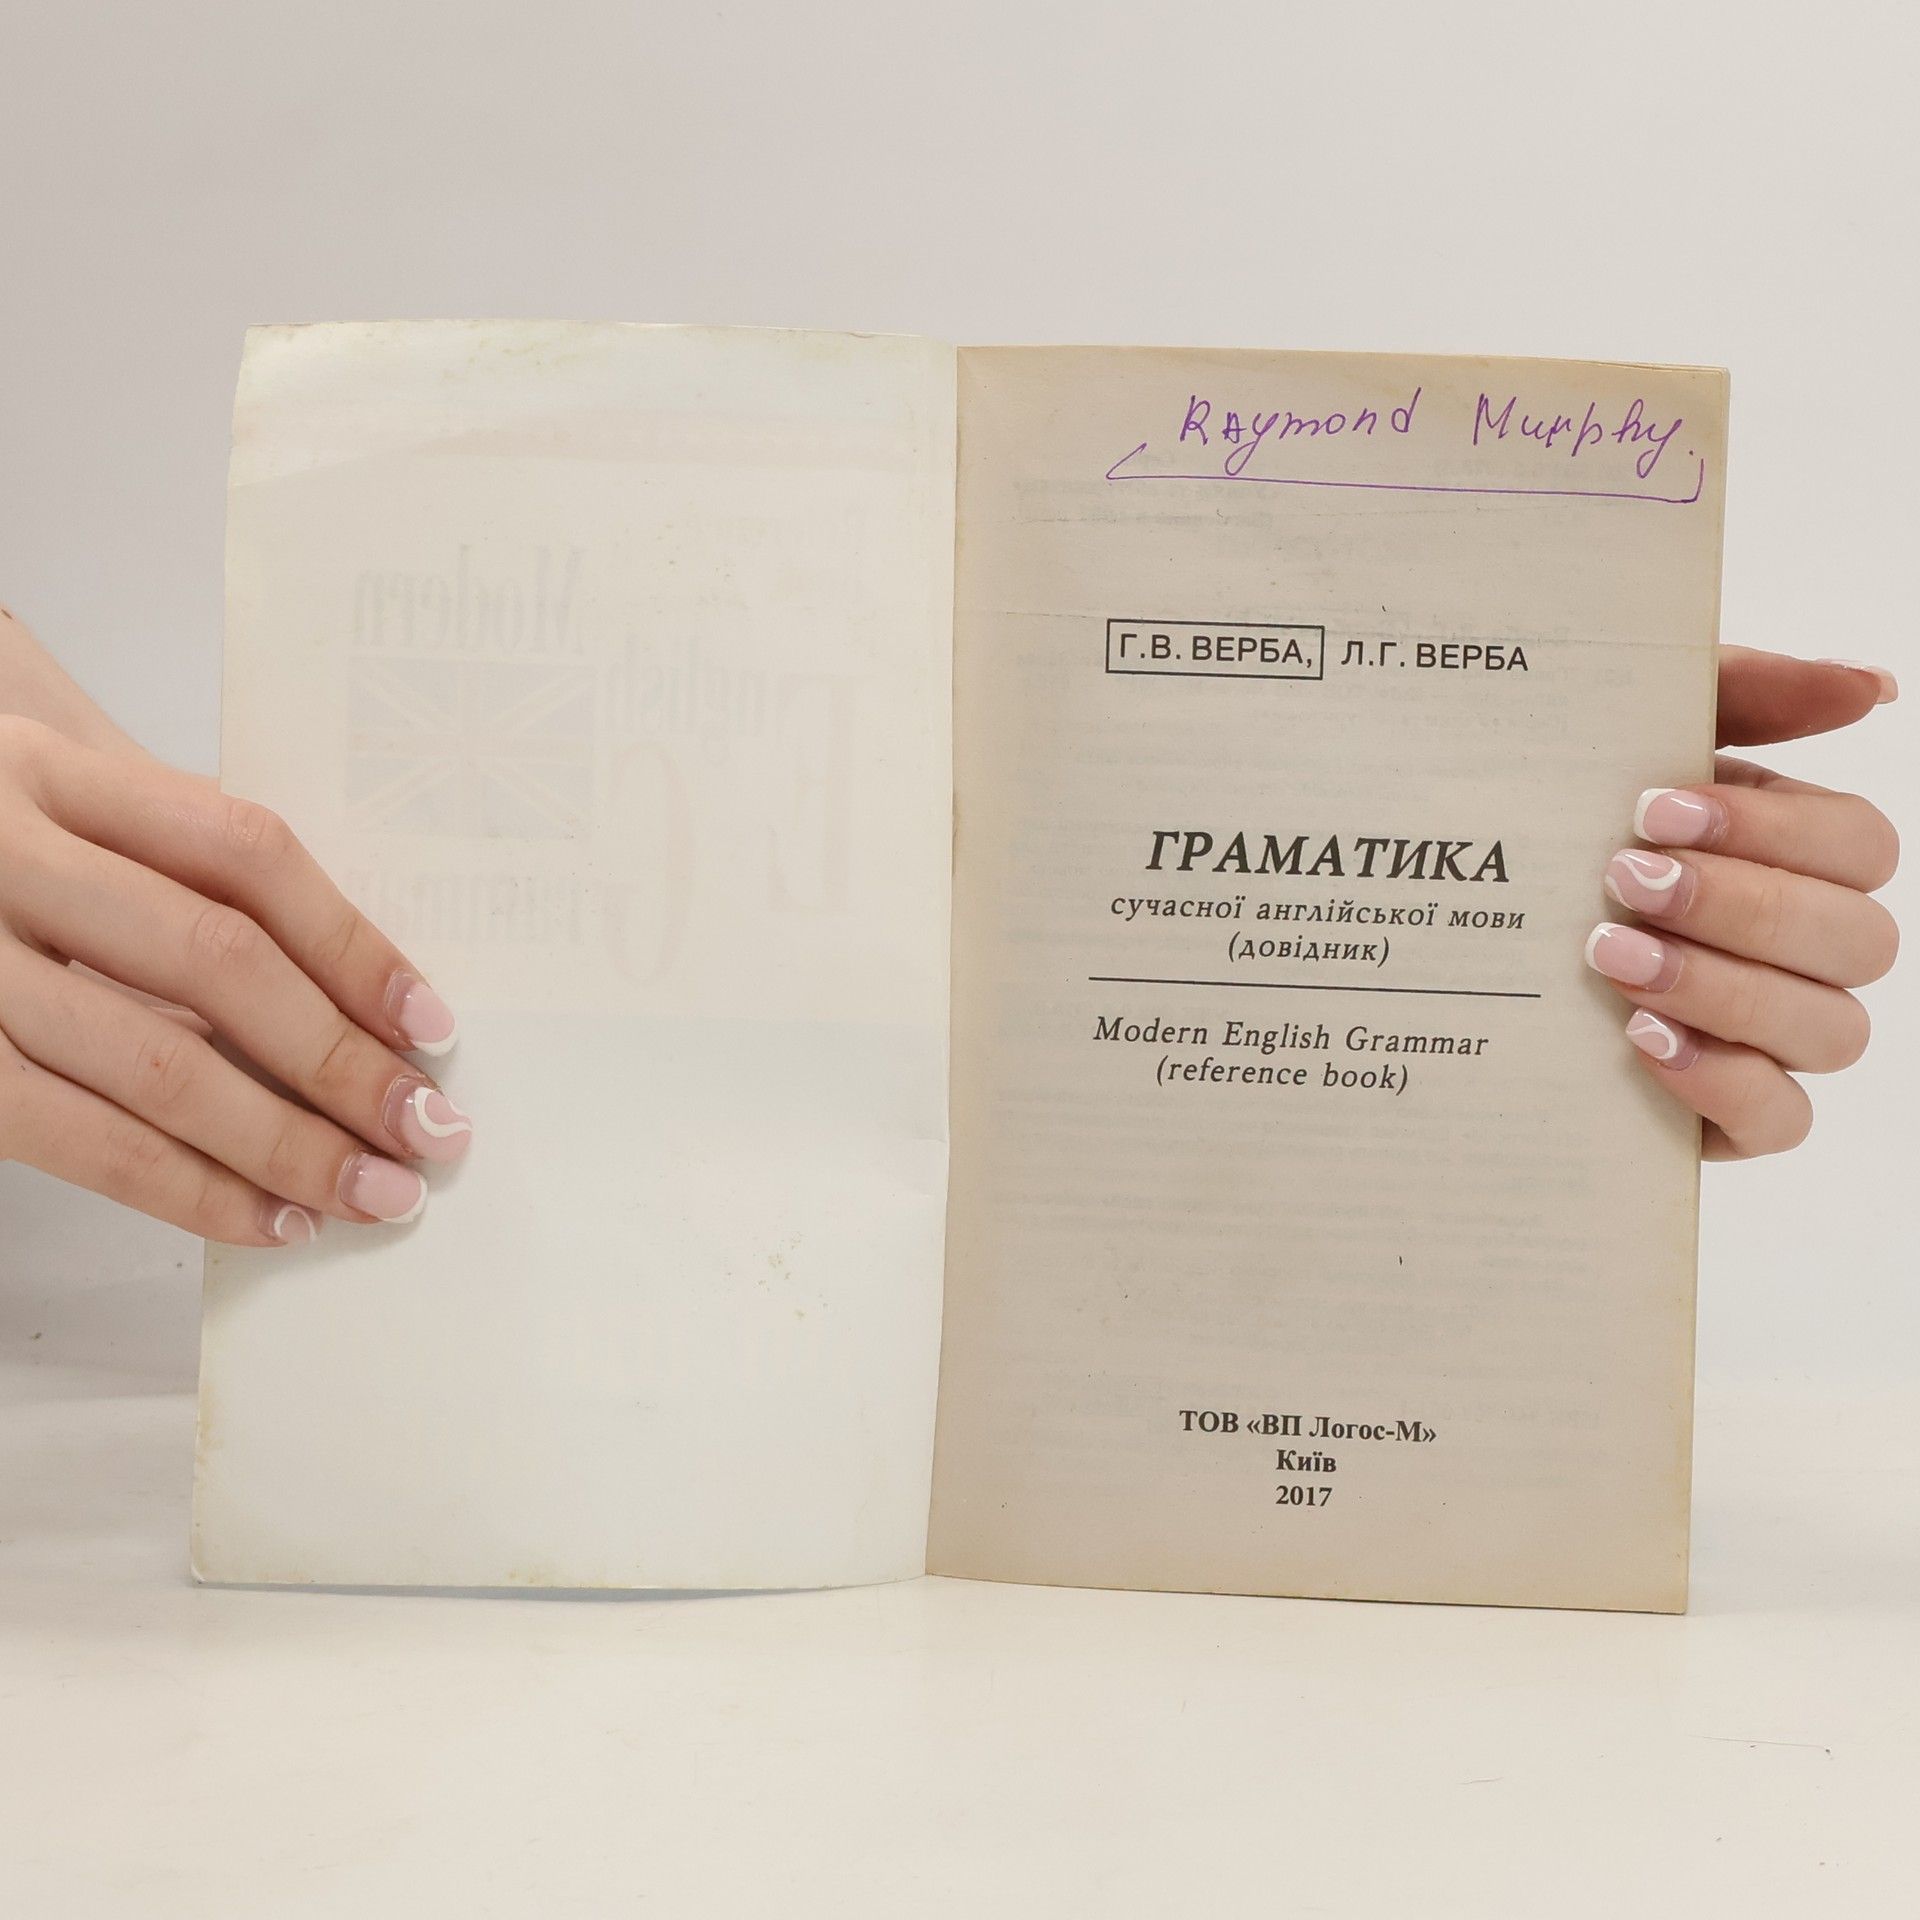 Raymond Murphy.
Г.В. ВЕРБА, Л.Г. ВЕРБА
ГРАМАТИКА
сучасної англійської мови
(довідник)
Modern English Grammar
(reference book)
ТОВ «ВП Логос-М»
Київ
2017